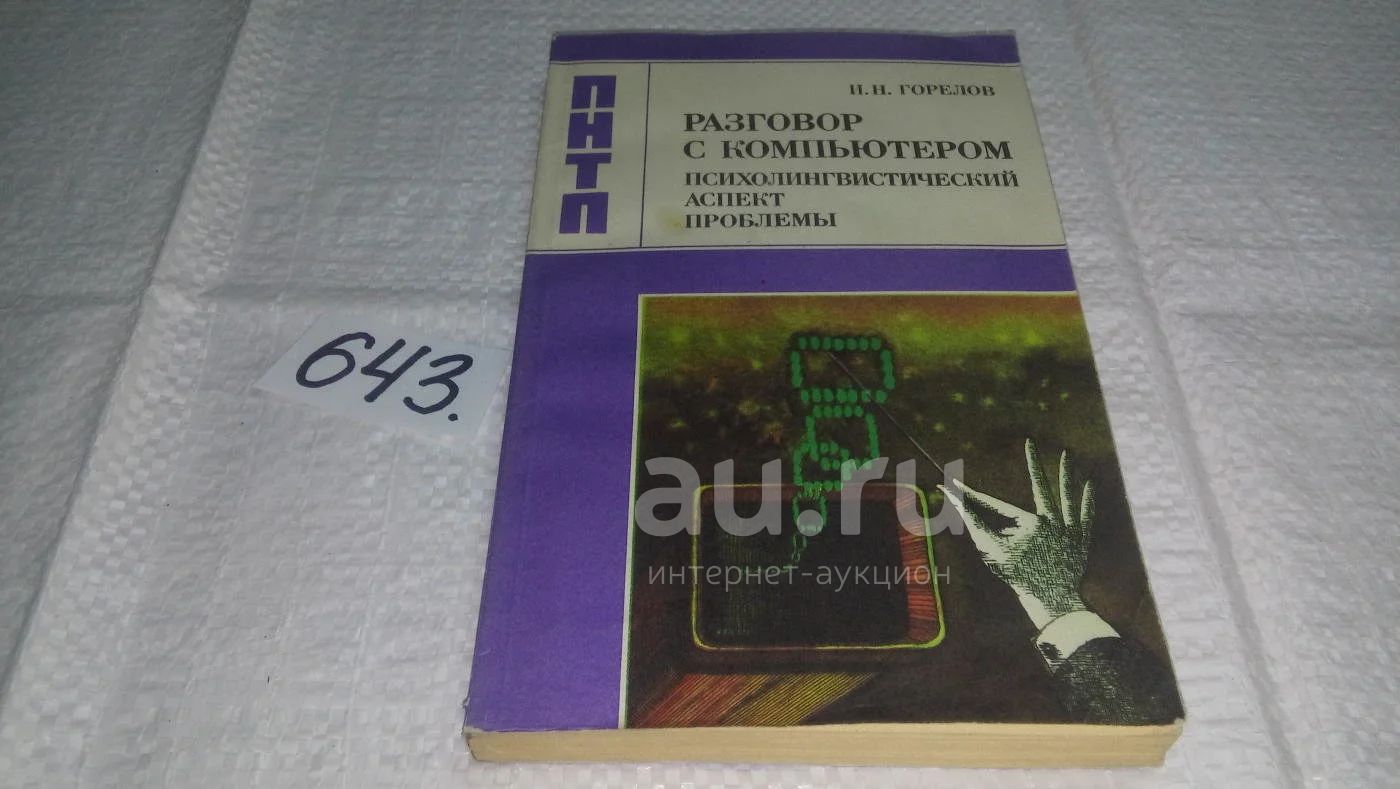 ПНТП
И. Н. ГОРЕЛОВ
РАЗГОВОР
С КОМПЬЮТЕРОМ
ПСИХОЛИНГВИСТИЧЕСКИЙ
АСПЕКТ
ПРОБЛЕМЫ
643.
au.ru
интернет-аукцион